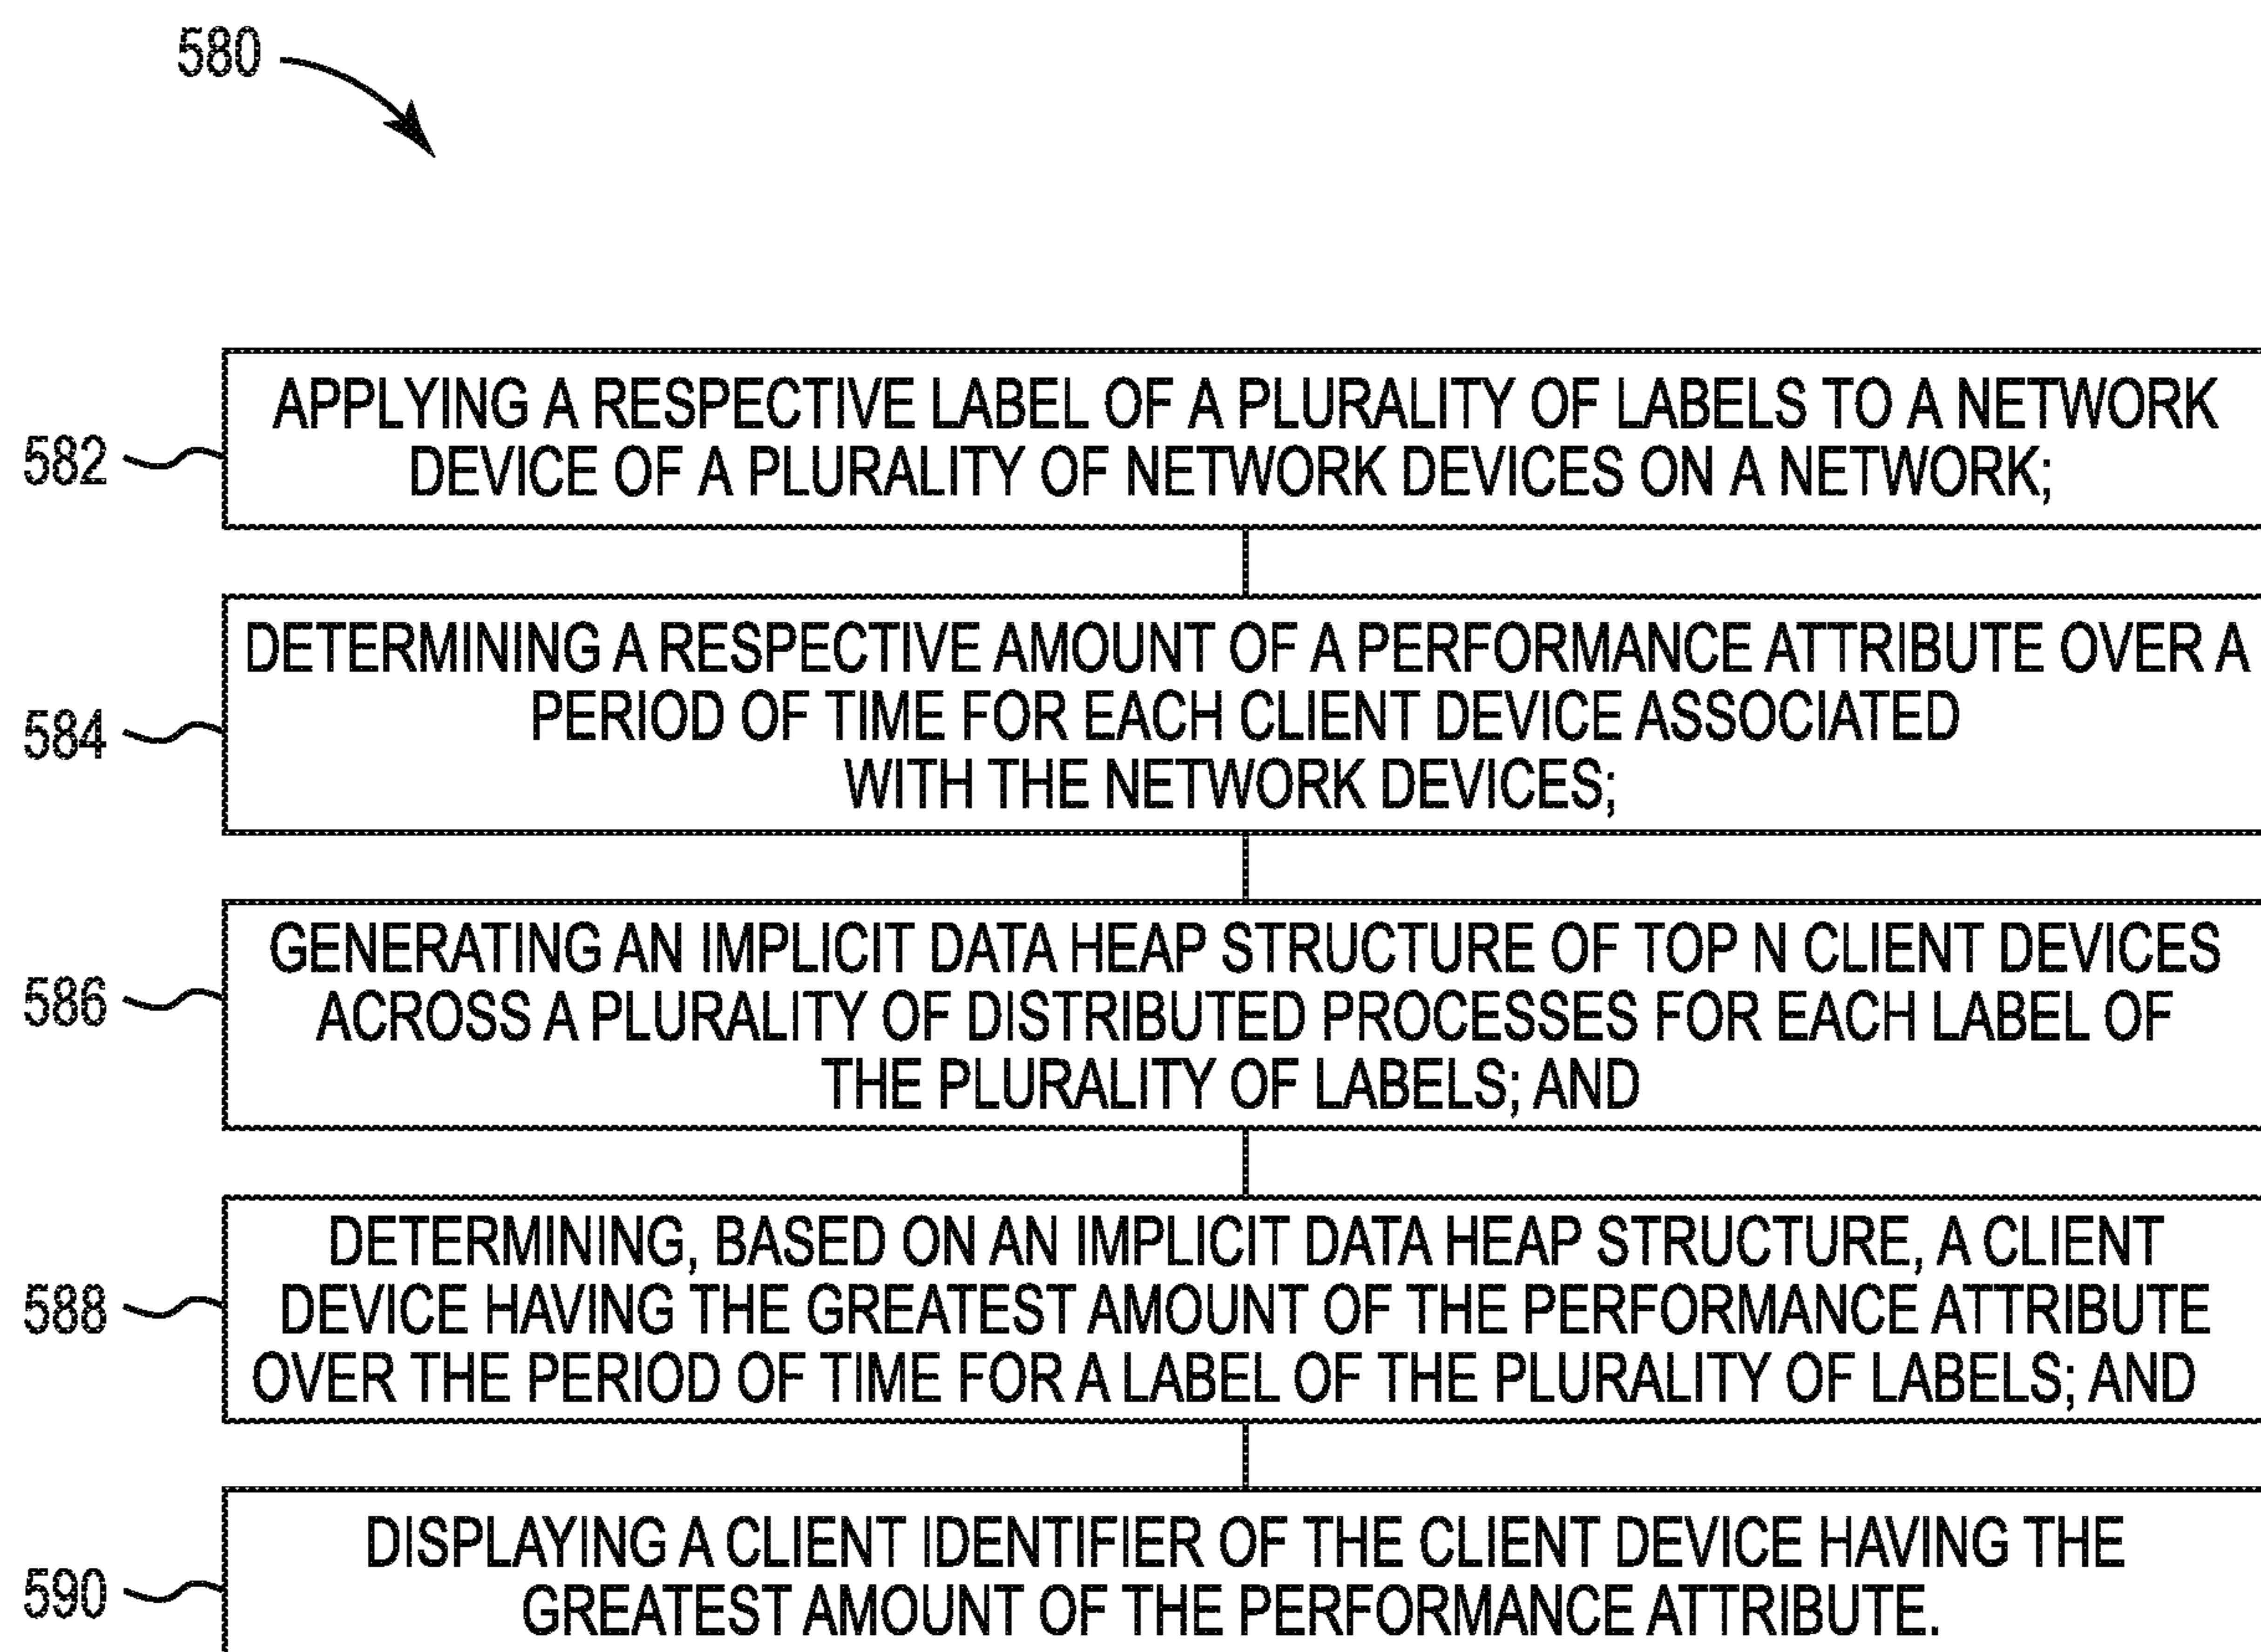 580
582
APPLYING A RESPECTIVE LABEL OF A PLURALITY OF LABELS TO A NETWORK
DEVICE OF A PLURALITY OF NETWORK DEVICES ON A NETWORK;
584
DETERMINING A RESPECTIVE AMOUNT OF A PERFORMANCE ATTRIBUTE OVER A
PERIOD OF TIME FOR EACH CLIENT DEVICE ASSOCIATED
WITH THE NETWORK DEVICES;
586
GENERATING AN IMPLICIT DATA HEAP STRUCTURE OF TOP N CLIENT DEVICES
ACROSS A PLURALITY OF DISTRIBUTED PROCESSES FOR EACH LABEL OF
THE PLURALITY OF LABELS; AND
588
DETERMINING, BASED ON AN IMPLICIT DATA HEAP STRUCTURE, A CLIENT
DEVICE HAVING THE GREATEST AMOUNT OF THE PERFORMANCE ATTRIBUTE
OVER THE PERIOD OF TIME FOR A LABEL OF THE PLURALITY OF LABELS; AND
590
DISPLAYING A CLIENT IDENTIFIER OF THE CLIENT DEVICE HAVING THE
GREATEST AMOUNT OF THE PERFORMANCE ATTRIBUTE.